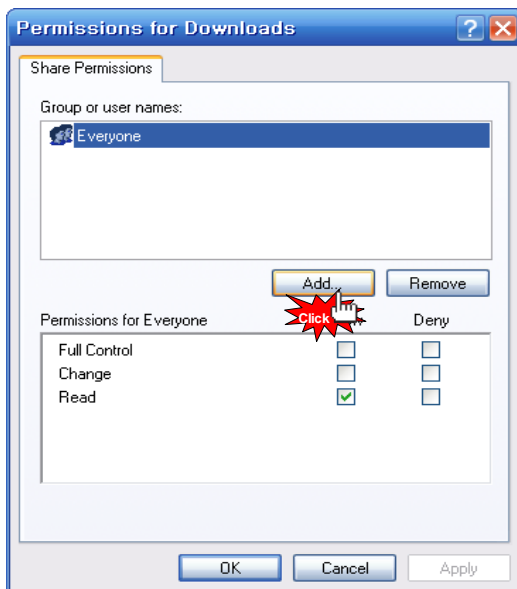 Permissions for Downloads
Share Permissions
Group or user names:
Everyone
Add... Remove
Click
Permissions for Everyone Deny
Full Control
Change
Read
OK Cancel Apply